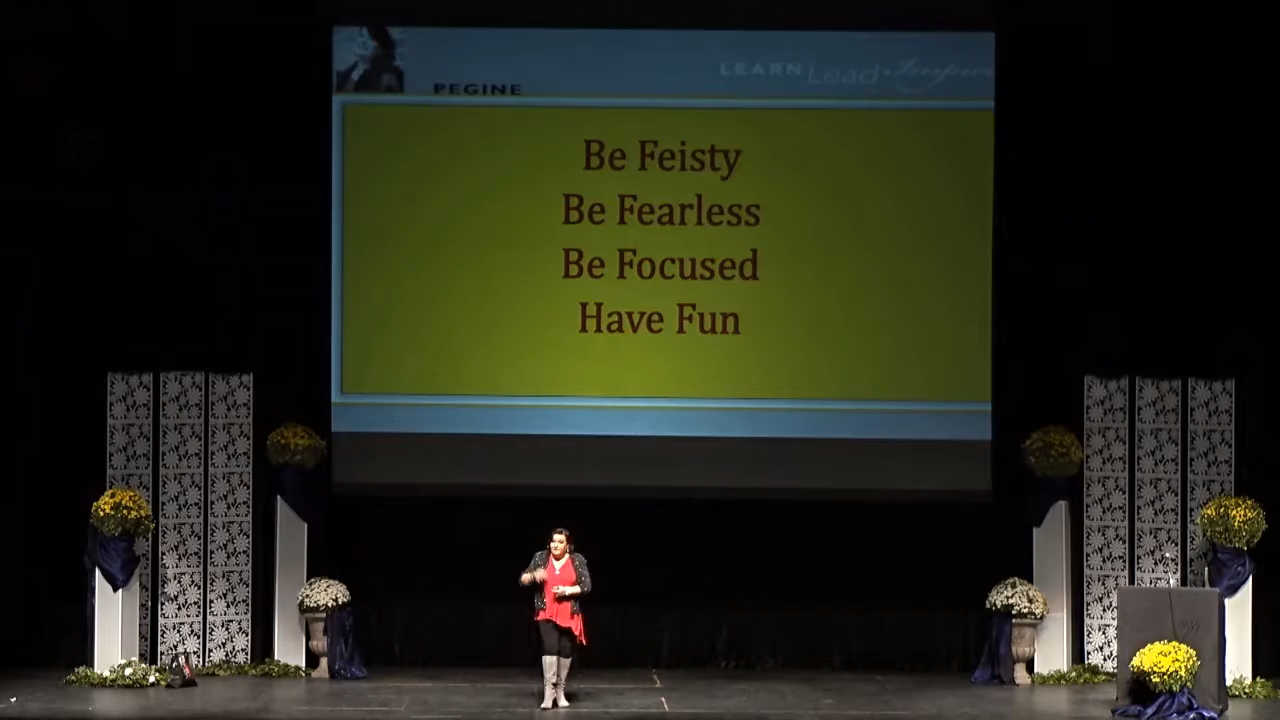 LEARN Lead Inspire
PEGINE
Be Feisty
Be Fearless
Be Focused
Have Fun